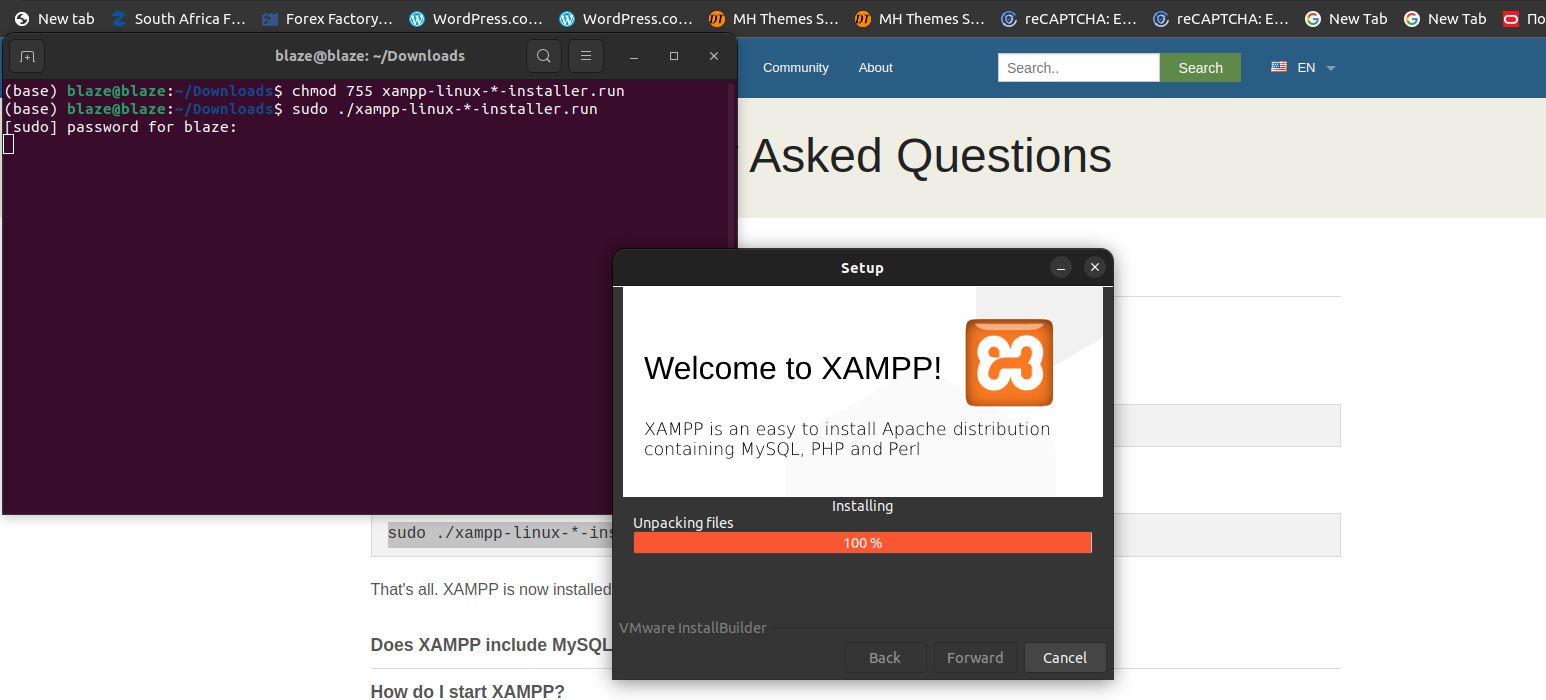 New tab
South Africa F...
Forex Factory...
WordPress.co...
WordPress.co...
MH Themes S...
MH Themes S...
reCAPTCHA: E...
reCAPTCHA: E...
New Tab
New Tab
По
blaze@blaze: ~/Downloads
Community
About
Search..
Search
EN
(base) blaze@blaze:~/Downloads$ chmod 755 xampp-linux-*-installer.run
(base) blaze@blaze:~/Downloads$ sudo ./xampp-linux-*-installer.run
[sudo] password for blaze:
Asked Questions
Setup
Welcome to XAMPP!
XAMPP is an easy to install Apache distribution
containing MySQL, PHP and Perl
Installing
Unpacking files
100 %
sudo ./xampp-linux-*-ins
That's all. XAMPP is now installed
VMware InstallBuilder
Does XAMPP include MySQL
Back
Forward
Cancel
How do I start XAMPP?